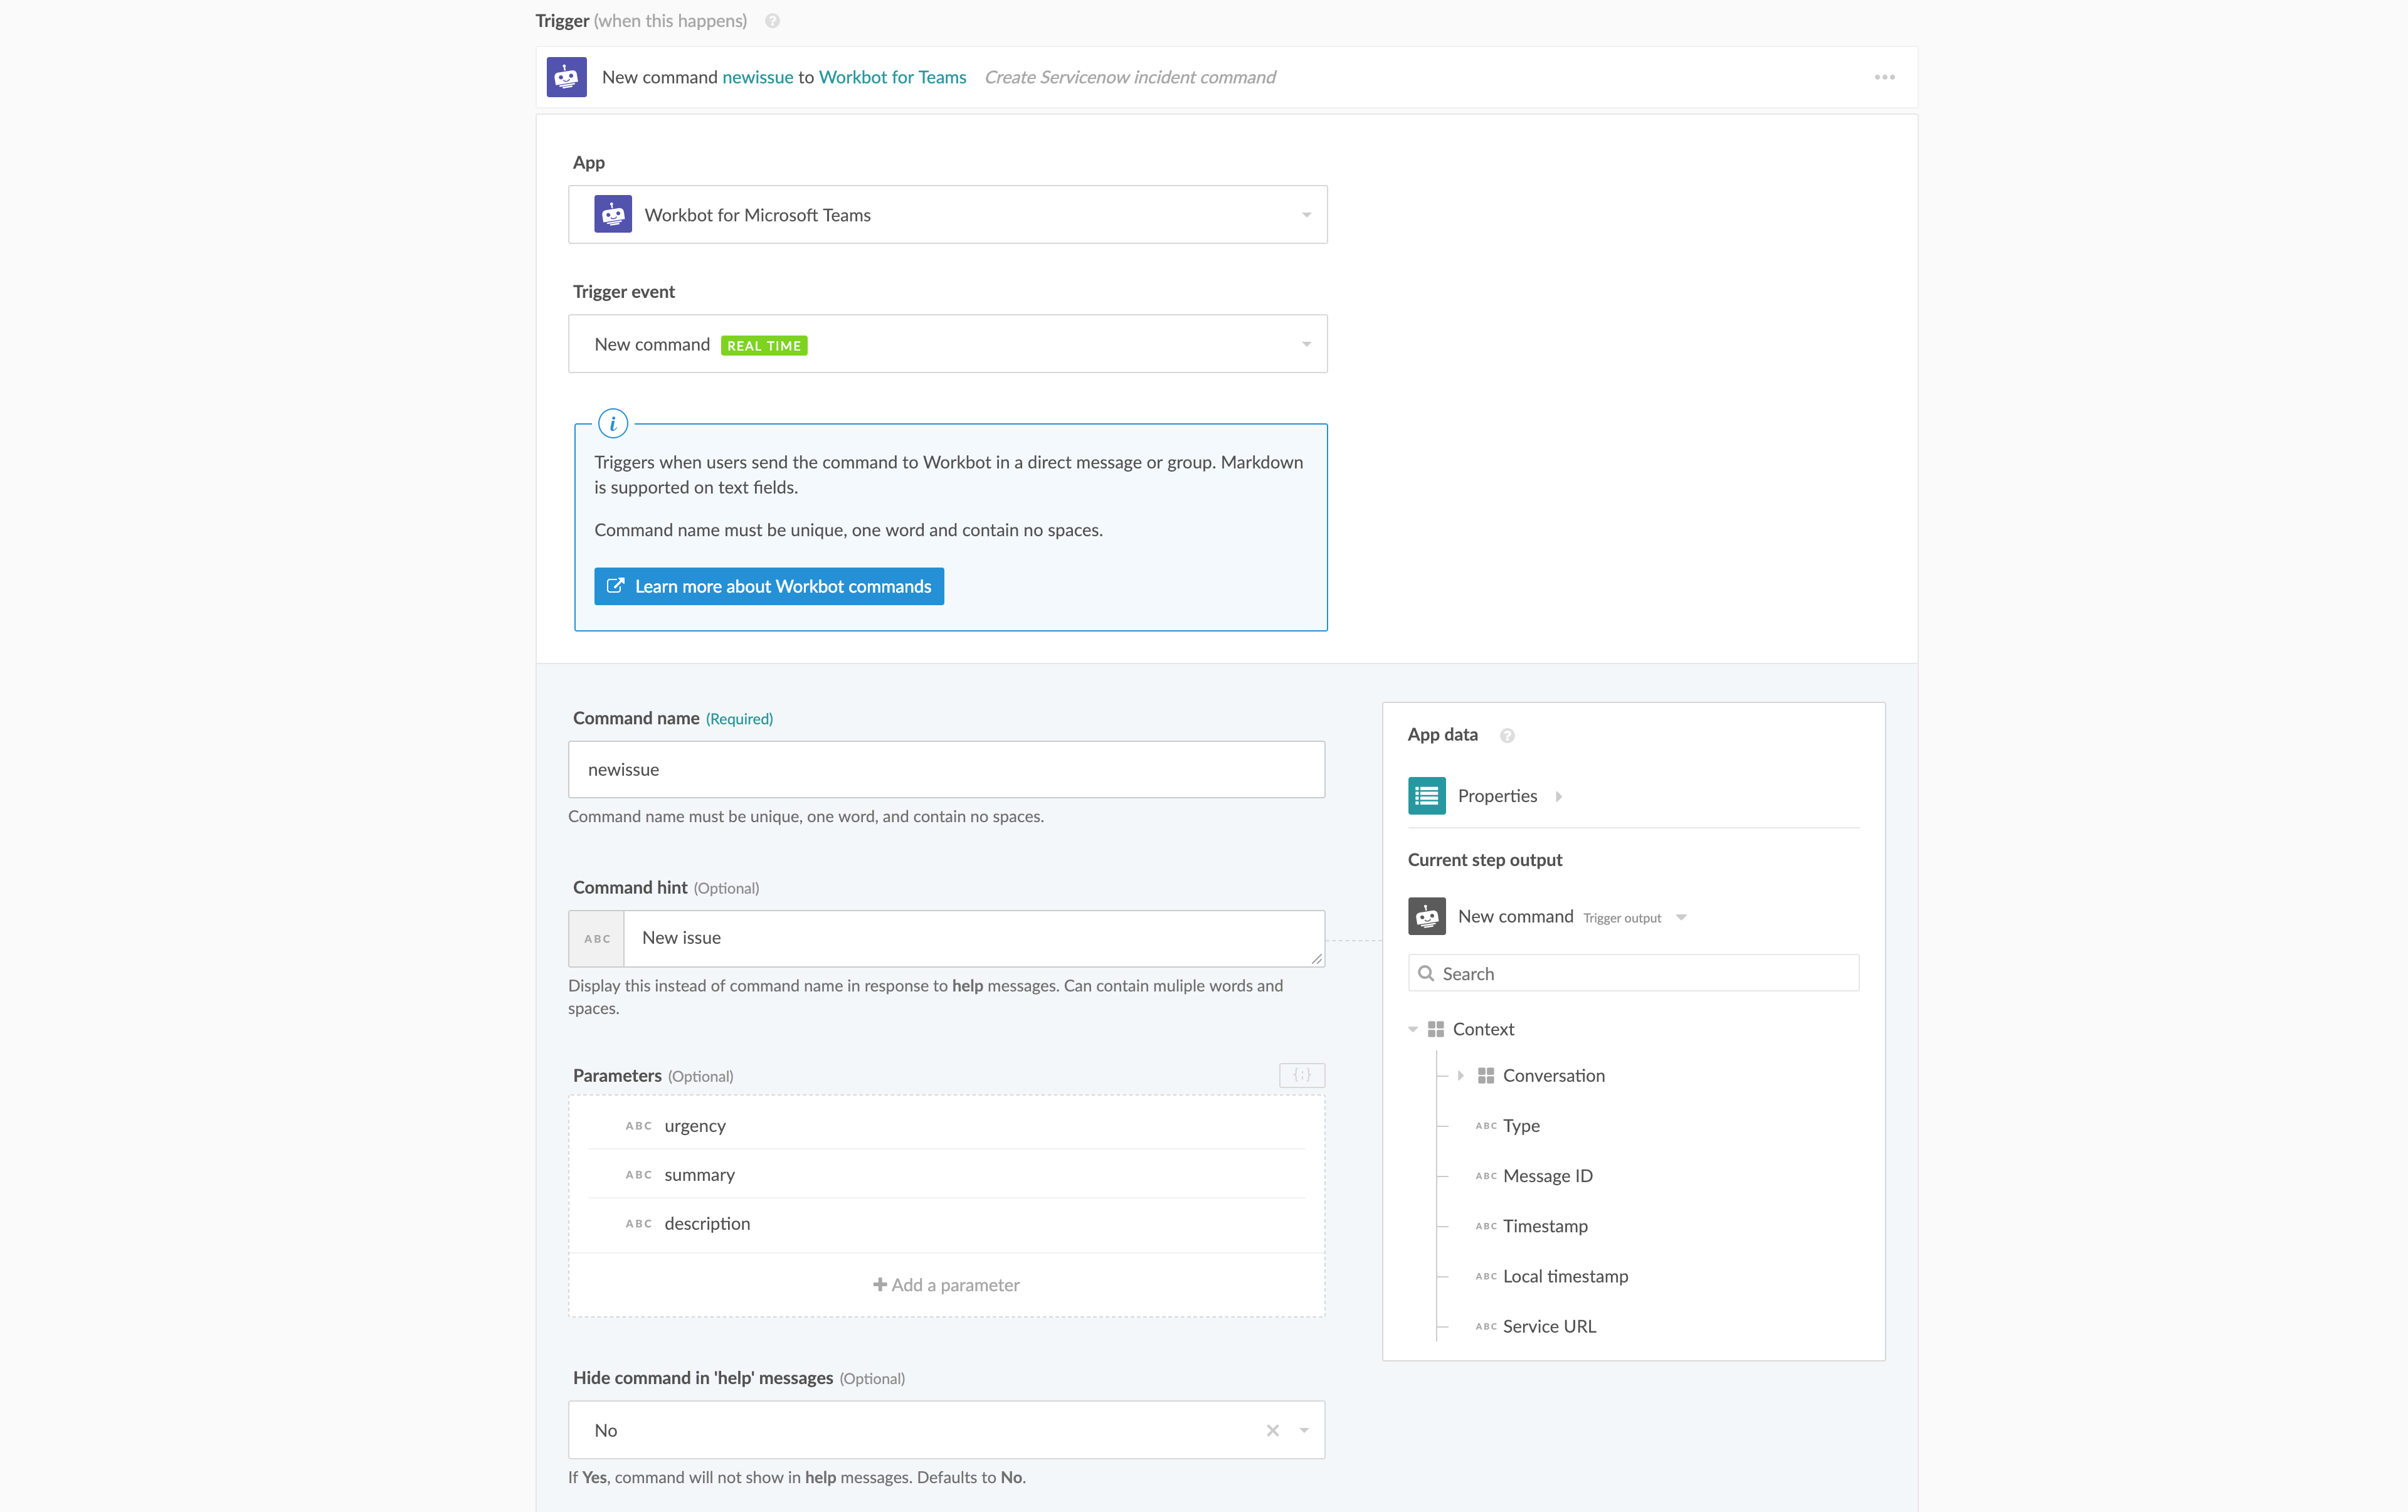 Trigger (when this happens) ?
New command newissue to Workbot for Teams Create Servicenow incident command
App
Workbot for Microsoft Teams
Trigger event
New command REAL TIME
i
Triggers when users send the command to Workbot in a direct message or group. Markdown
is supported on text fields.
Command name must be unique, one word and contain no spaces.
Learn more about Workbot commands
Command name (Required)
newissue
Command name must be unique, one word, and contain no spaces.
Command hint (Optional)
ABC New issue
Display this instead of command name in response to help messages. Can contain muliple words and
spaces.
Parameters (Optional) {;}
ABC urgency
ABC summary
ABC description
Add a parameter
Hide command in 'help' messages (Optional)
No
If Yes, command will not show in help messages. Defaults to No.
App data ?
Properties
Current step output
New command Trigger output
Search
Context
Conversation
ABC Type
ABC Message ID
ABC Timestamp
ABC Local timestamp
ABC Service URL